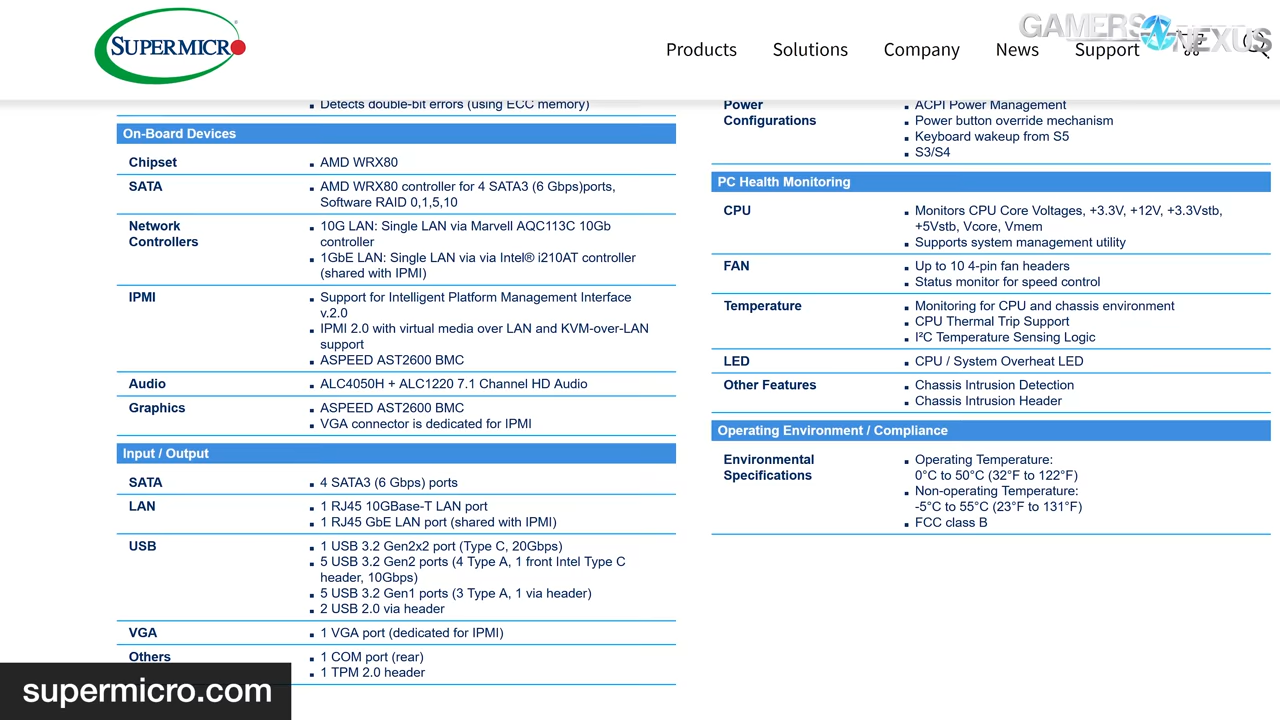 SUPERMICRO
Products
Solutions
Company
News
Support
GAMERS NEXUS
Detects double-bit errors (using ECC memory)
On-Board Devices
Chipset
AMD WRX80
SATA
AMD WRX80 controller for 4 SATA3 (6 Gbps)ports,
Software RAID 0,1,5,10
Network
Controllers
10G LAN: Single LAN via Marvell AQC113C 10Gb
controller
1GbE LAN: Single LAN via via Intel® i210AT controller
(shared with IPMI)
IPMI
Support for Intelligent Platform Management Interface
v.2.0
IPMI 2.0 with virtual media over LAN and KVM-over-LAN
support
ASPEED AST2600 BMC
Audio
ALC4050H + ALC1220 7.1 Channel HD Audio
Graphics
ASPEED AST2600 BMC
VGA connector is dedicated for IPMI
Input / Output
SATA
4 SATA3 (6 Gbps) ports
LAN
1 RJ45 10GBase-T LAN port
1 RJ45 GbE LAN port (shared with IPMI)
USB
1 USB 3.2 Gen2x2 port (Type C, 20Gbps)
5 USB 3.2 Gen2 ports (4 Type A, 1 front Intel Type C
header, 10Gbps)
5 USB 3.2 Gen1 ports (3 Type A, 1 via header)
2 USB 2.0 via header
VGA
1 VGA port (dedicated for IPMI)
Others
1 COM port (rear)
1 TPM 2.0 header
Power
Configurations
ACPI Power Management
Power button override mechanism
Keyboard wakeup from S5
S3/S4
PC Health Monitoring
CPU
Monitors CPU Core Voltages, +3.3V, +12V, +3.3Vstb,
+5Vstb, Vcore, Vmem
Supports system management utility
FAN
Up to 10 4-pin fan headers
Status monitor for speed control
Temperature
Monitoring for CPU and chassis environment
CPU Thermal Trip Support
I²C Temperature Sensing Logic
LED
CPU / System Overheat LED
Other Features
Chassis Intrusion Detection
Chassis Intrusion Header
Operating Environment / Compliance
Environmental
Specifications
Operating Temperature:
0°C to 50°C (32°F to 122°F)
Non-operating Temperature:
-5°C to 55°C (23°F to 131°F)
FCC class B
supermicro.com